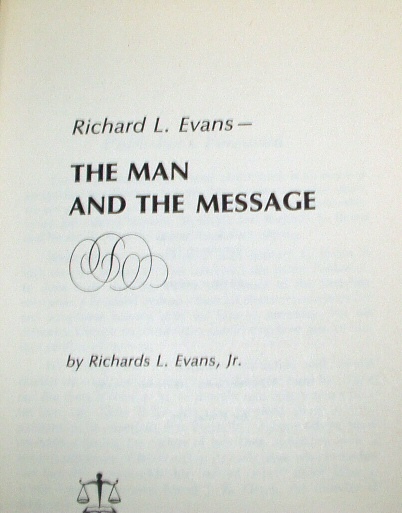 Richard L. Evans—
THE MAN
AND THE MESSAGE
by Richards L. Evans, Jr.